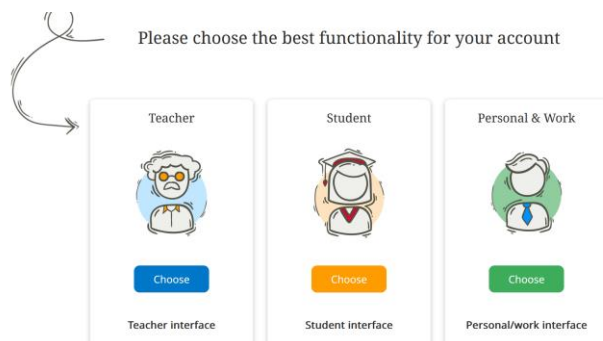 Please choose the best functionality for your account
Teacher
Student
Personal & Work
Choose
Choose
Choose
Teacher interface
Student interface
Personal/work interface